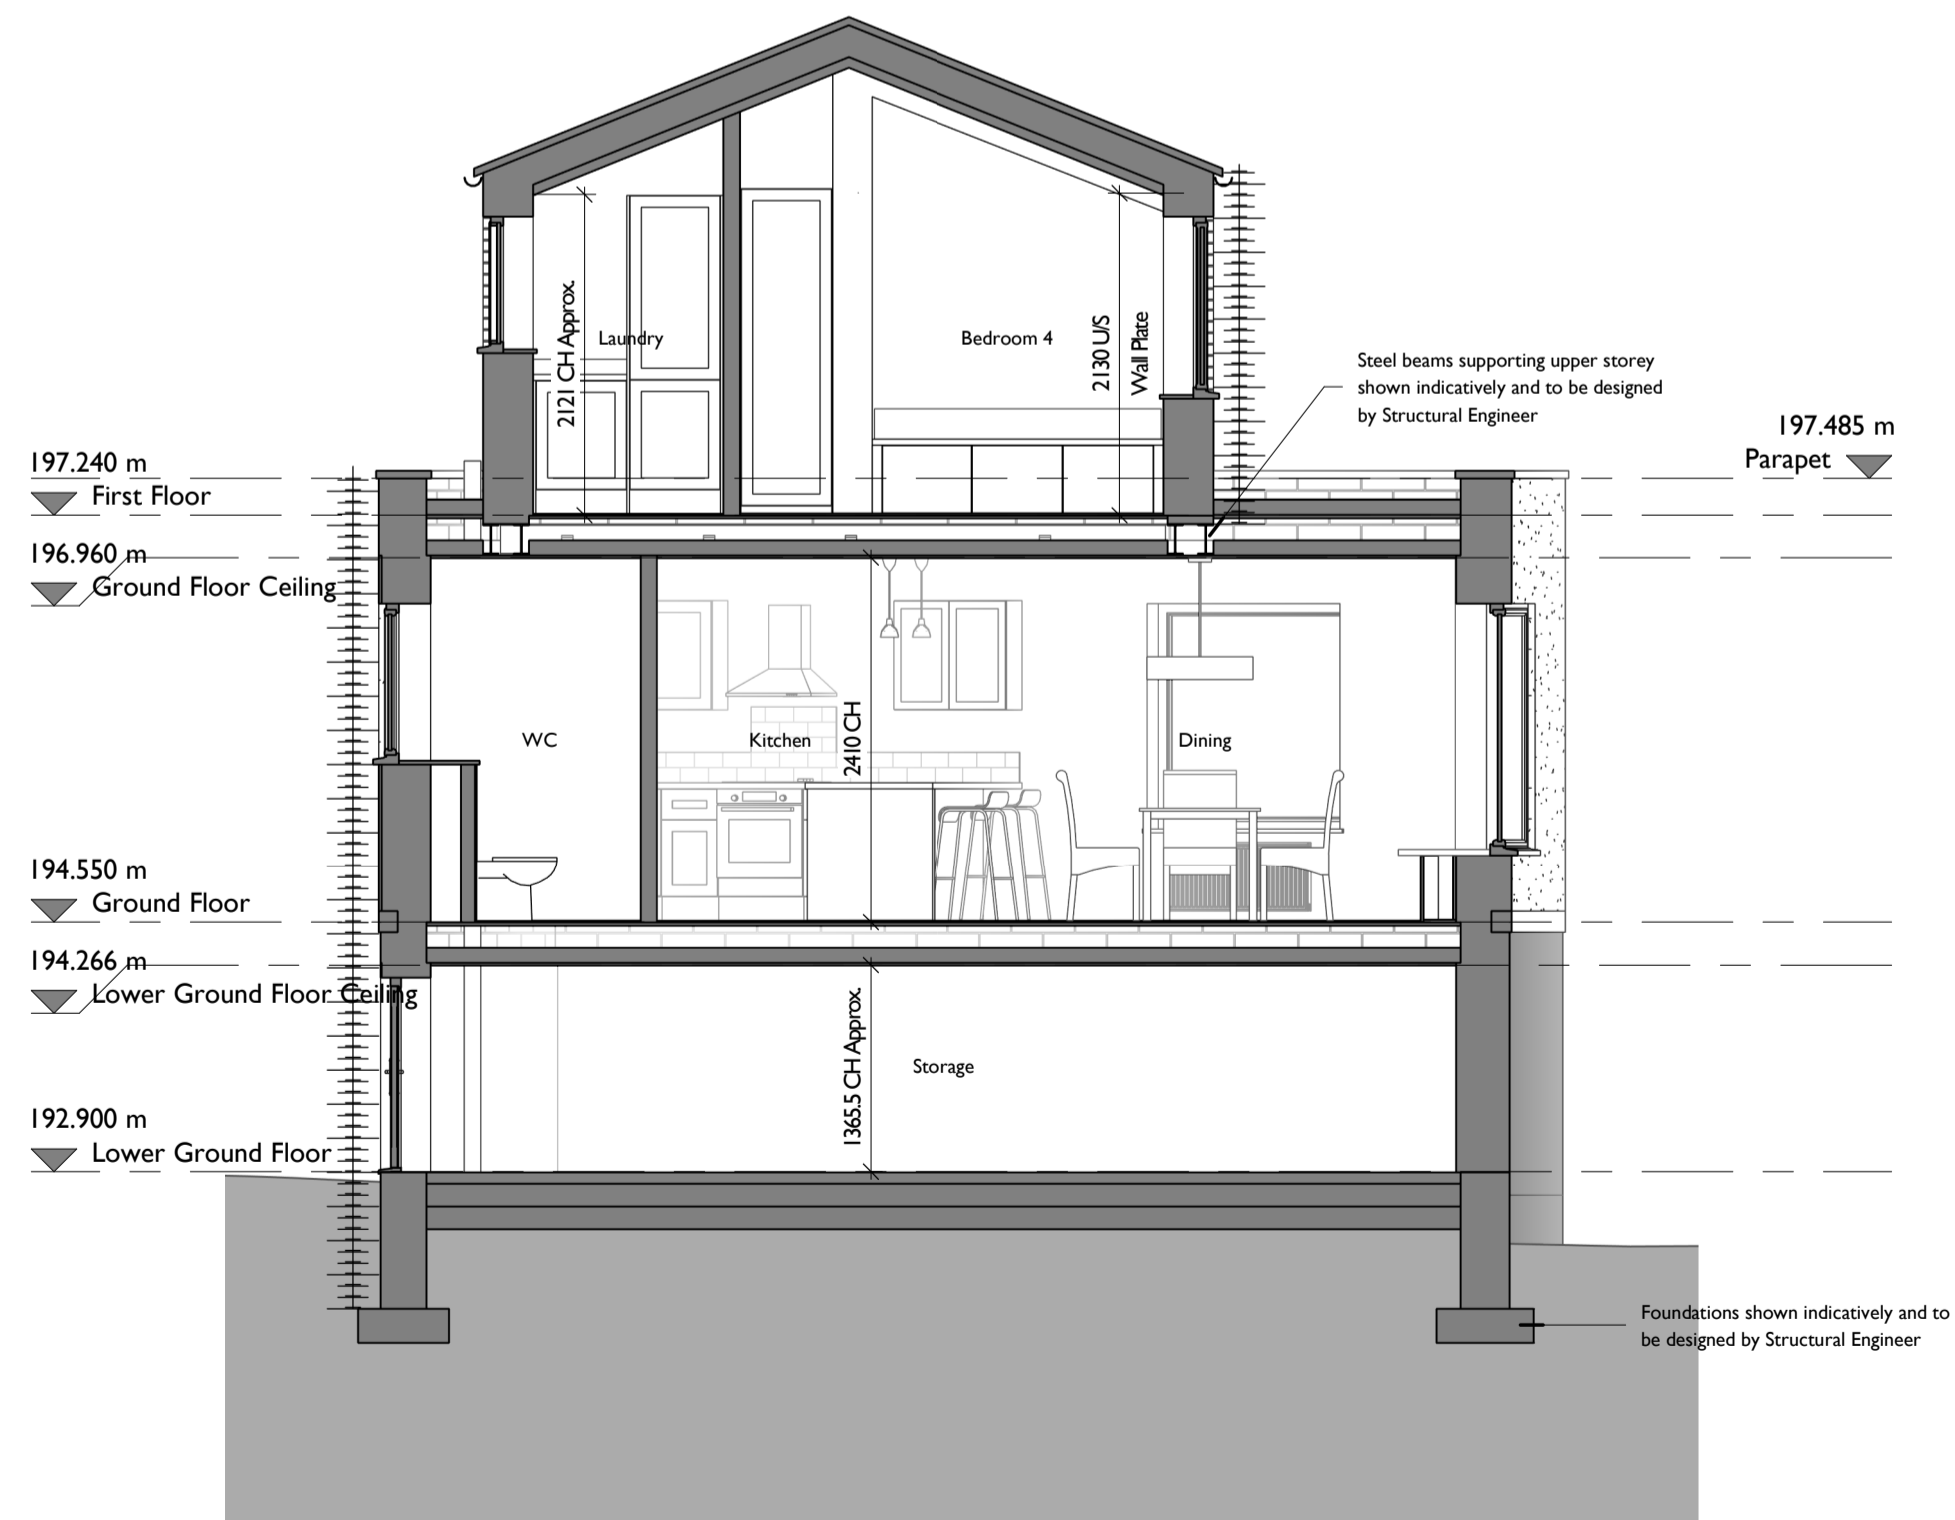 2121 CH Approx.
Laundry
Bedroom 4
2130 U/S
Wall Plate
Steel beams supporting upper storey
shown indicatively and to be designed
by Structural Engineer
197.485 m
Parapet
197.240 m
First Floor
196.960 m
Ground Floor Ceiling
WC
Kitchen
2410 CH
Dining
194.550 m
Ground Floor
194.266 m
Lower Ground Floor Ceiling
1365.5 CH Approx.
Storage
192.900 m
Lower Ground Floor
Foundations shown indicatively and to
be designed by Structural Engineer